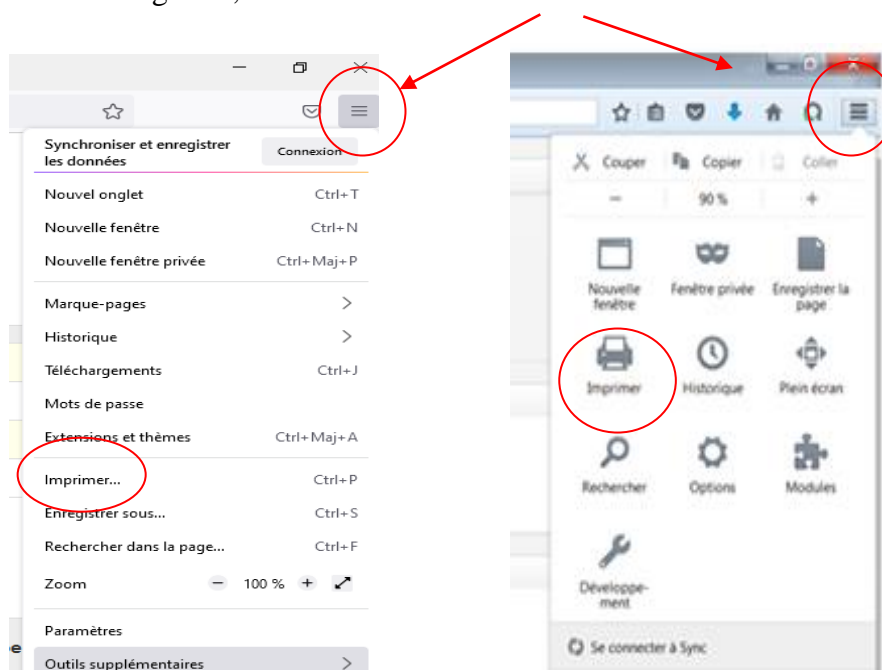 Synchroniser et enregistrer
les données
Connexion
Nouvel onglet Ctrl+T
Nouvelle fenêtre Ctrl+N
Nouvelle fenêtre privée Ctrl+Maj+P
Marque-pages
Historique
Téléchargements Ctrl+J
Mots de passe
Extensions et thèmes Ctrl+Maj+A
Imprimer... Ctrl+P
Enregistrer sous... Ctrl+S
Rechercher dans la page... Ctrl+F
Zoom − 100 % +
Paramètres
Outils supplémentaires
Couper Copier Coller
− 90 % +
Nouvelle
fenêtre
Fenêtre privée
Enregistrer la
page
Imprimer Historique Plein écran
Rechercher Options Modules
Développe-
ment
Se connecter à Sync